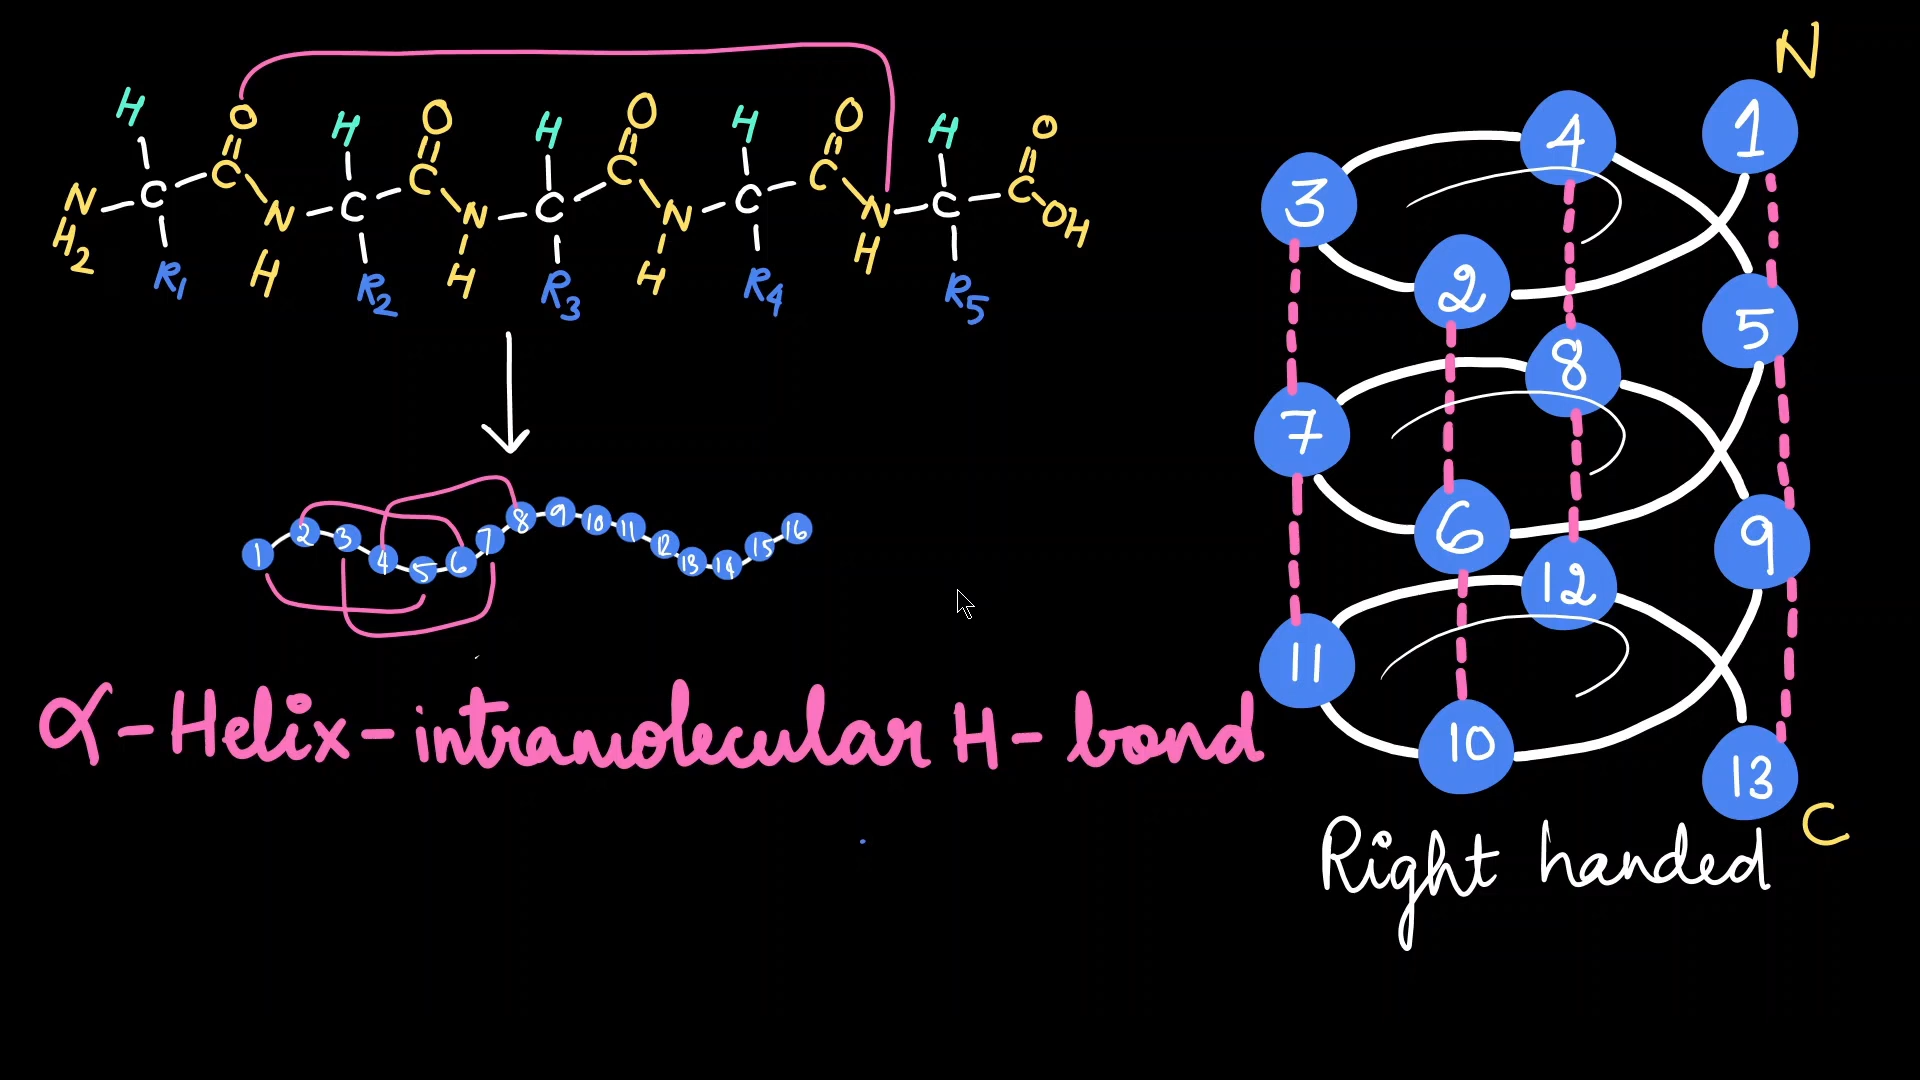 H O H O H O H O H O
N C C N C C N C C N C C N C C OH
H2 R1 H R2 H R3 H R4 H R5
1 2 3 4 5 6 7 8 9 10 11 12 13 14 15 16
α-Helix-intramolecular H-bond
N
4 1
3
2
5
8
7
6
9
12
11
10
13
C
Right handed